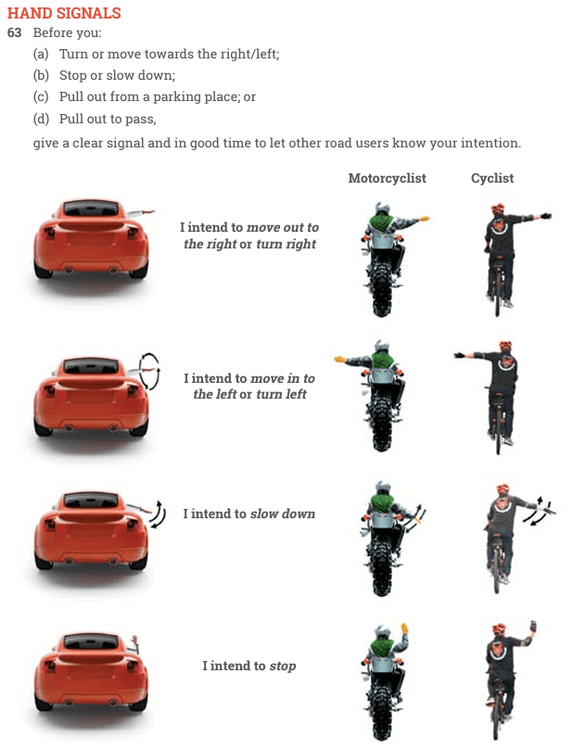 HAND SIGNALS
63 Before you:
(a) Turn or move towards the right/left;
(b) Stop or slow down;
(c) Pull out from a parking place; or
(d) Pull out to pass,
give a clear signal and in good time to let other road users know your intention.
Motorcyclist Cyclist
I intend to move out to
the right or turn right
I intend to move in to
the left or turn left
I intend to slow down
I intend to stop